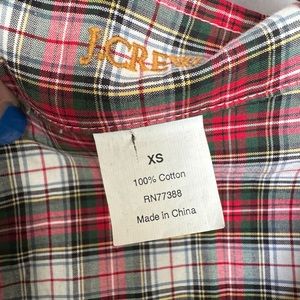 J.CREW
XS
100% Cotton
RN77388
Made in China